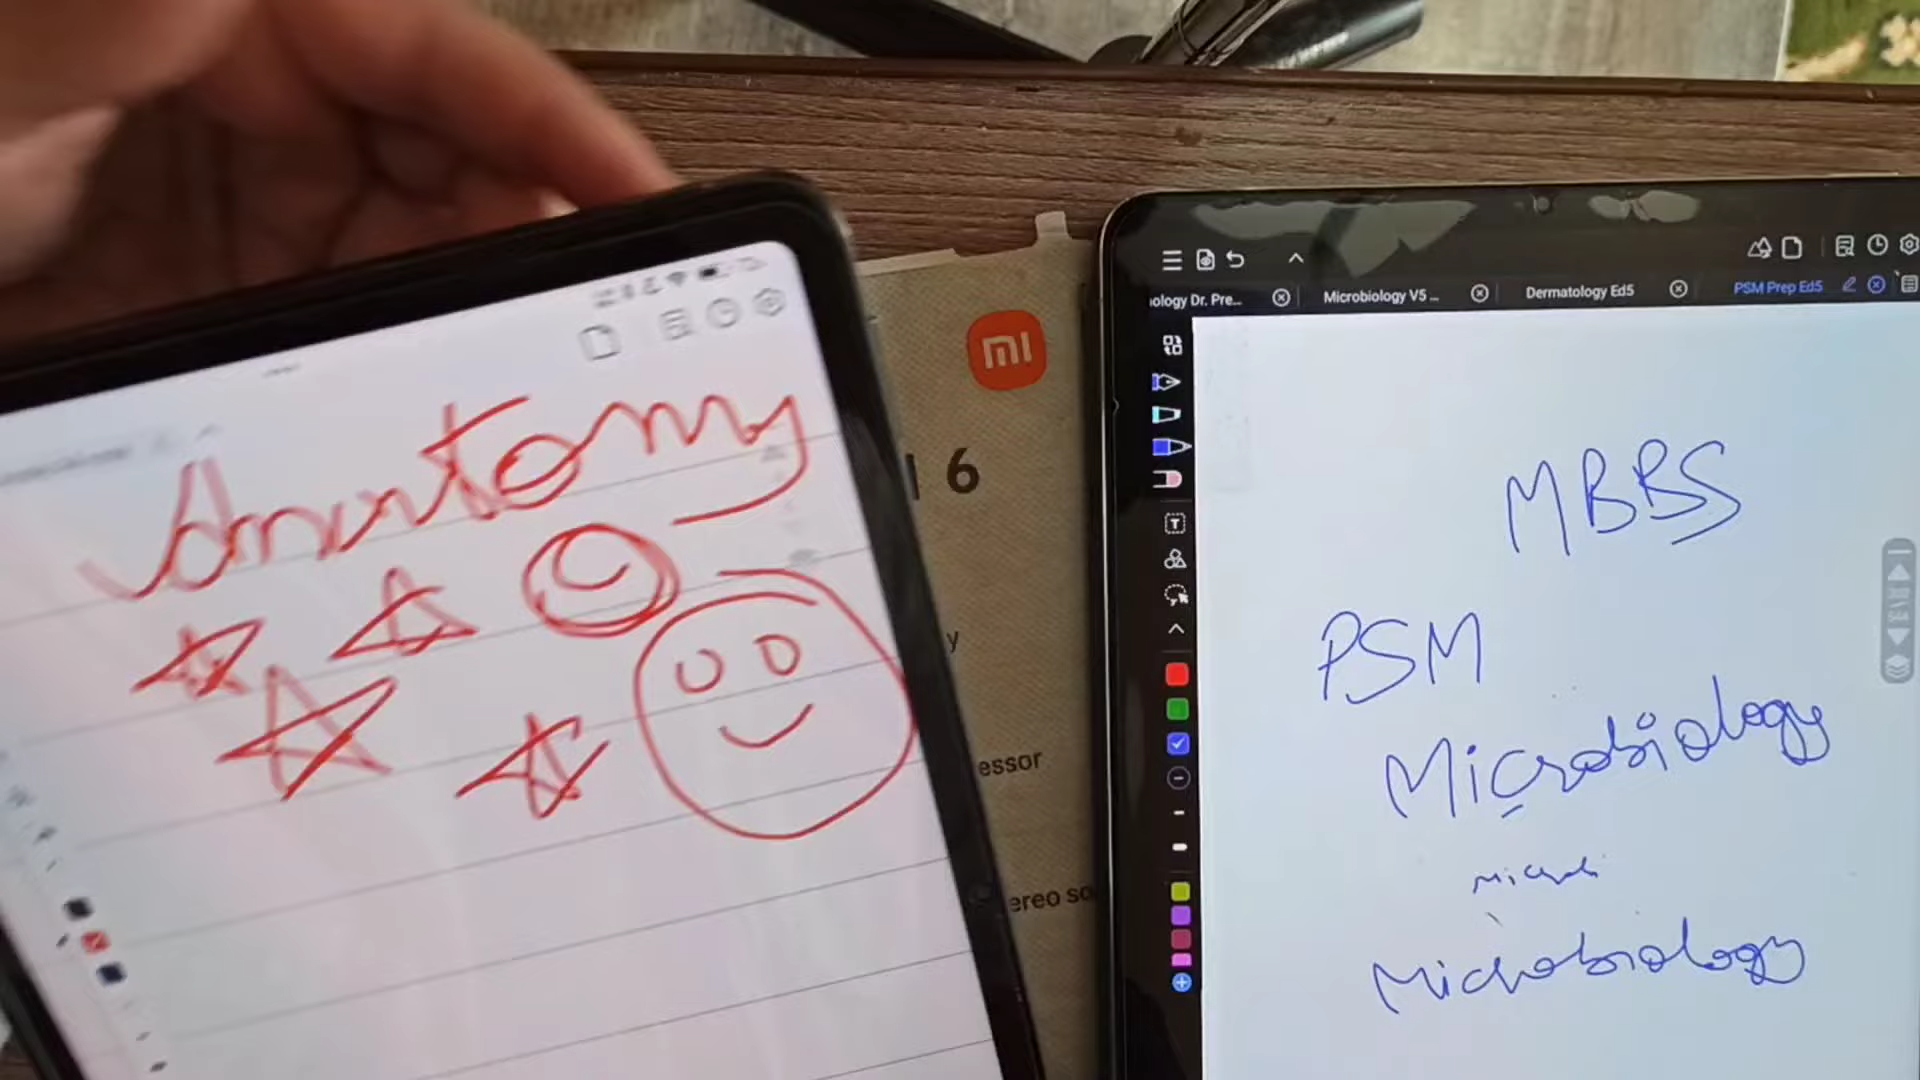 Anatomy
mi
6
y
essor
ereo so
ology Dr. Pre...
Microbiology V5 ...
Dermatology Ed5
PSM Prep Ed5
T
MBBS
PSM
Microbiology
micro
Microbiology